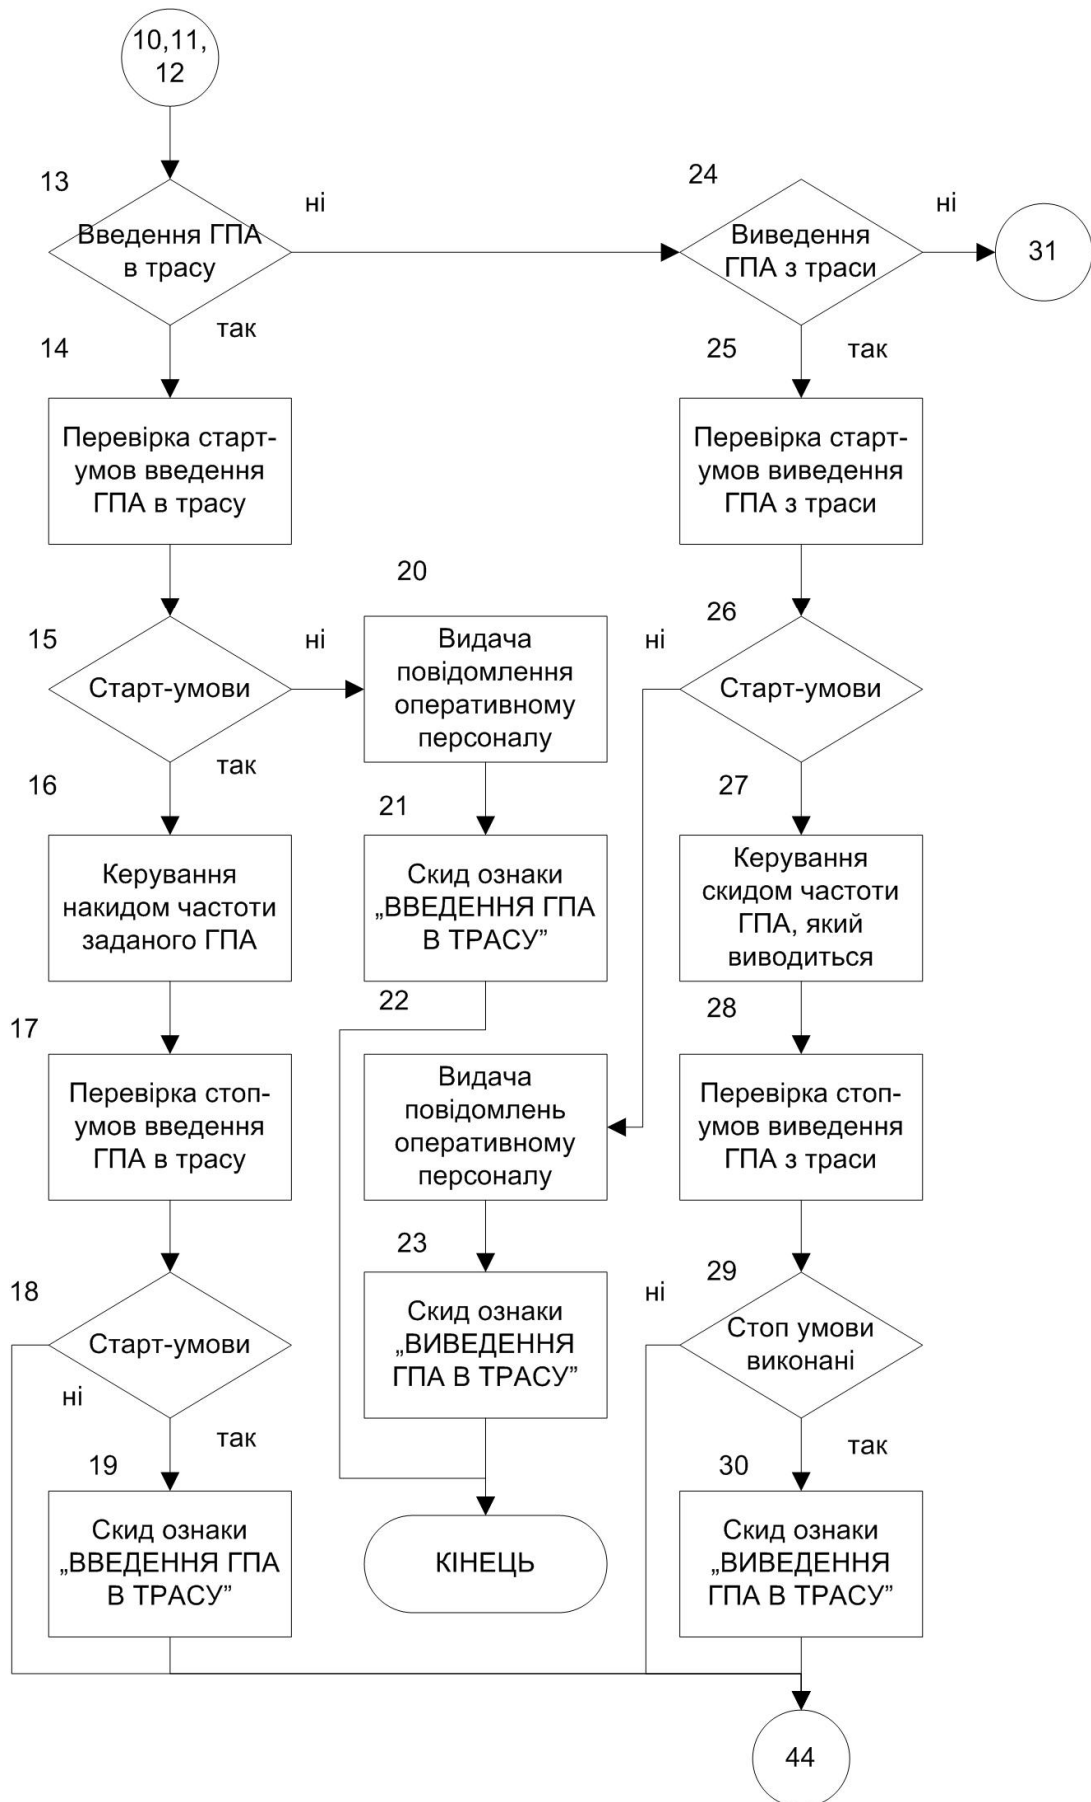 10,11,
12
13
Введення ГПА
в трасу
ні
24
Виведення
ГПА з траси
ні
31
так
14
Перевірка старт-
умов введення
ГПА в трасу
25
так
Перевірка старт-
умов виведення
ГПА з траси
15
Старт-умови
ні
20
Видача
повідомлення
оперативному
персоналу
26
ні
Старт-умови
так
16
Керування
накидом частоти
заданого ГПА
21
Скид ознаки
„ВВЕДЕННЯ ГПА
В ТРАСУ”
27
Керування
скидом частоти
ГПА, який
виводиться
17
Перевірка стоп-
умов введення
ГПА в трасу
22
Видача
повідомлень
оперативному
персоналу
28
Перевірка стоп-
умов виведення
ГПА з траси
18
Старт-умови
ні
так
23
Скид ознаки
„ВИВЕДЕННЯ
ГПА В ТРАСУ”
29
ні
Стоп умови
виконані
так
19
Скид ознаки
„ВВЕДЕННЯ ГПА
В ТРАСУ”
КІНЕЦЬ
30
Скид ознаки
„ВИВЕДЕННЯ
ГПА В ТРАСУ”
44